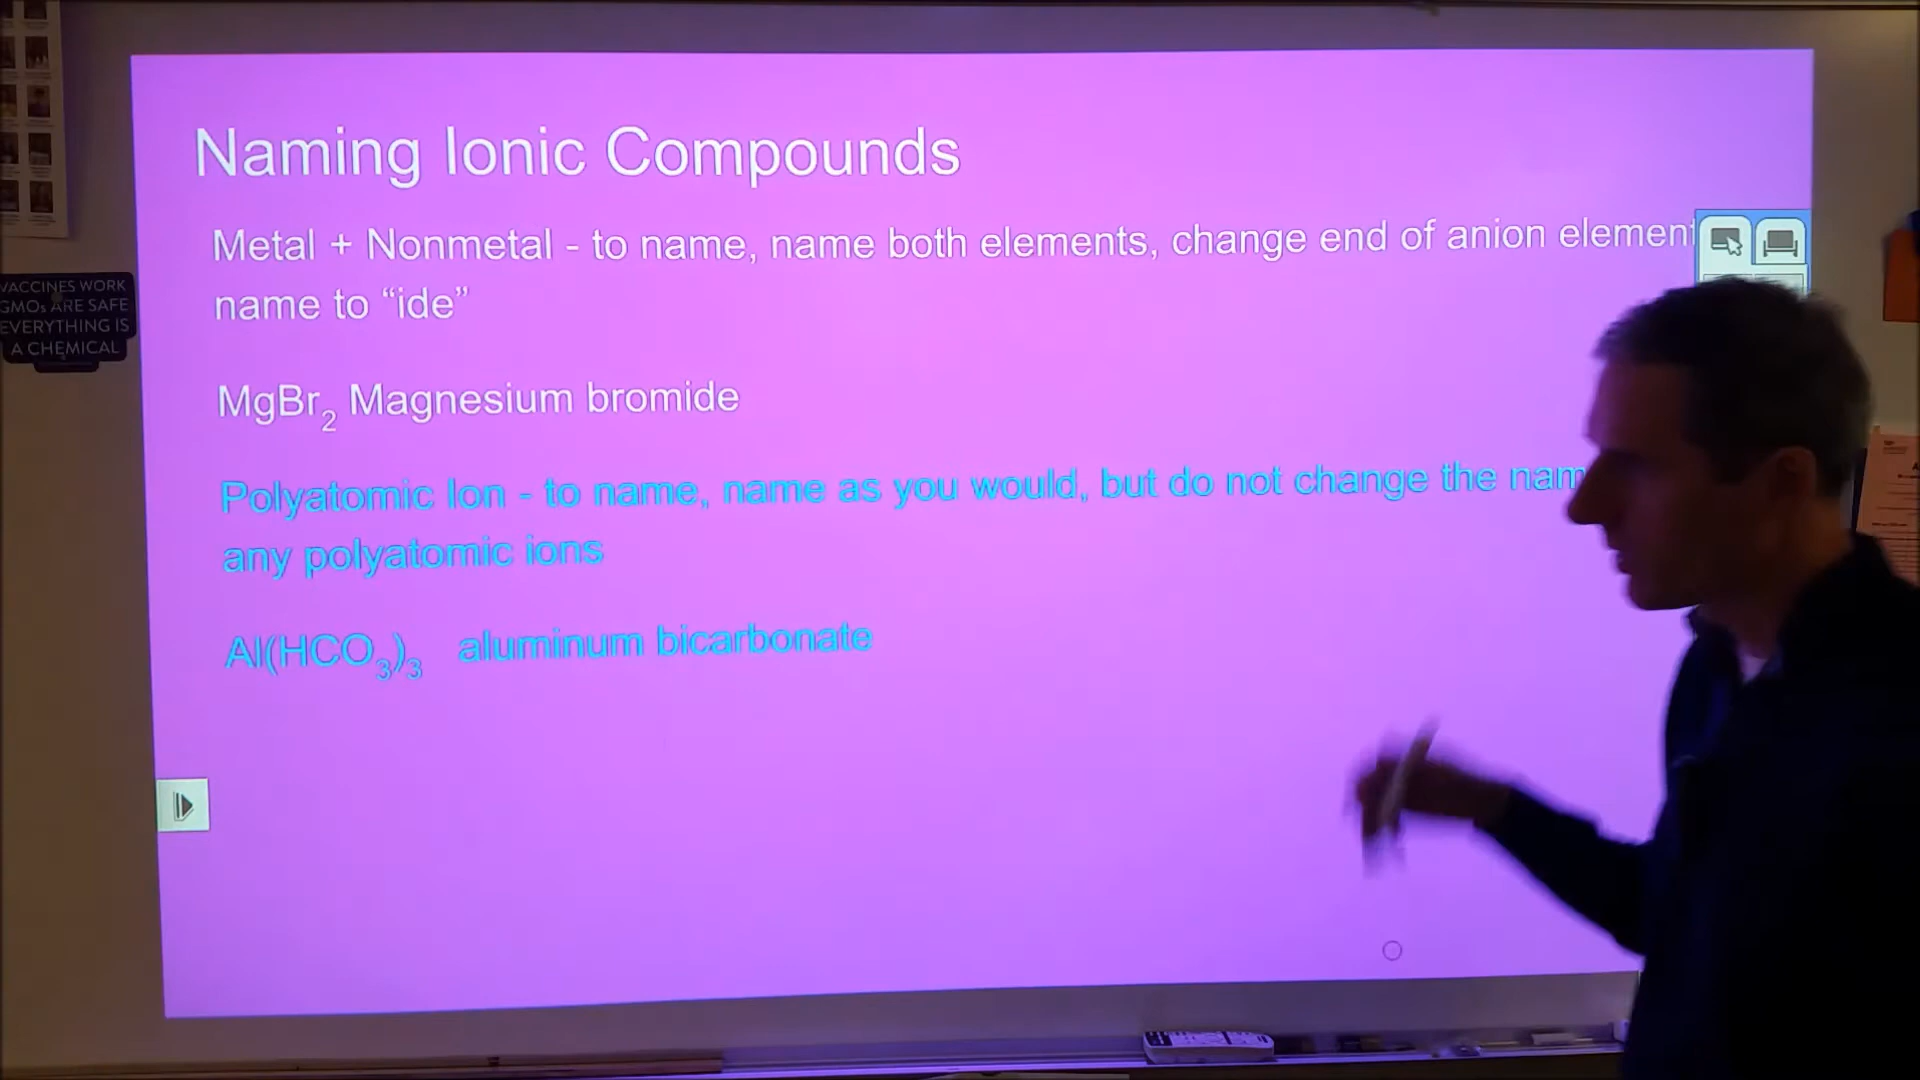 Naming Ionic Compounds
Metal + Nonmetal - to name, name both elements, change end of anion element
name to “ide”
MgBr2 Magnesium bromide
Polyatomic Ion - to name, name as you would, but do not change the
any polyatomic ions
Al(HCO3)3 aluminum bicarbonate
VACCINES WORK
GMOs ARE SAFE
EVERYTHING IS
A CHEMICAL